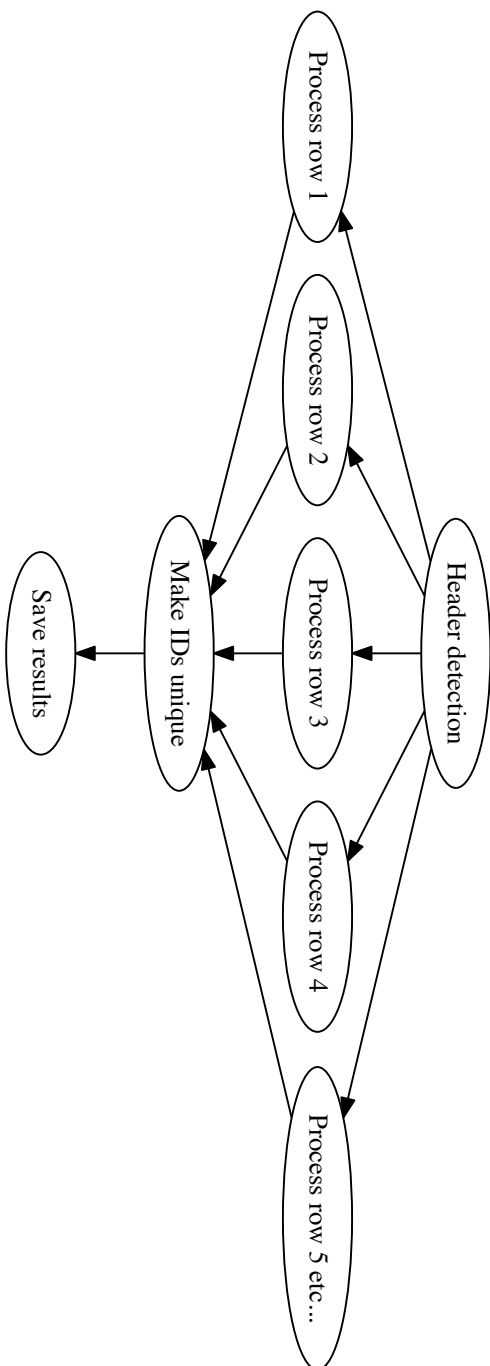 Header detection
Process row 1
Process row 2
Process row 3
Process row 4
Process row 5 etc...
Make IDs unique
Save results